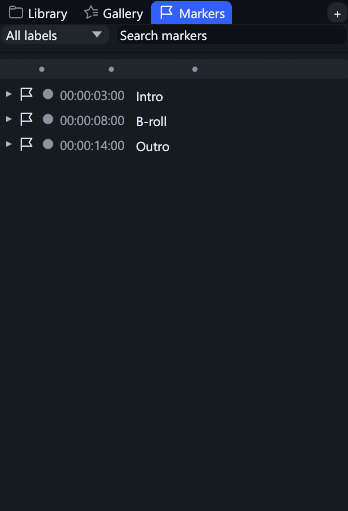 Library Gallery Markers +
All labels Search markers
00:00:03:00 Intro
00:00:08:00 B-roll
00:00:14:00 Outro